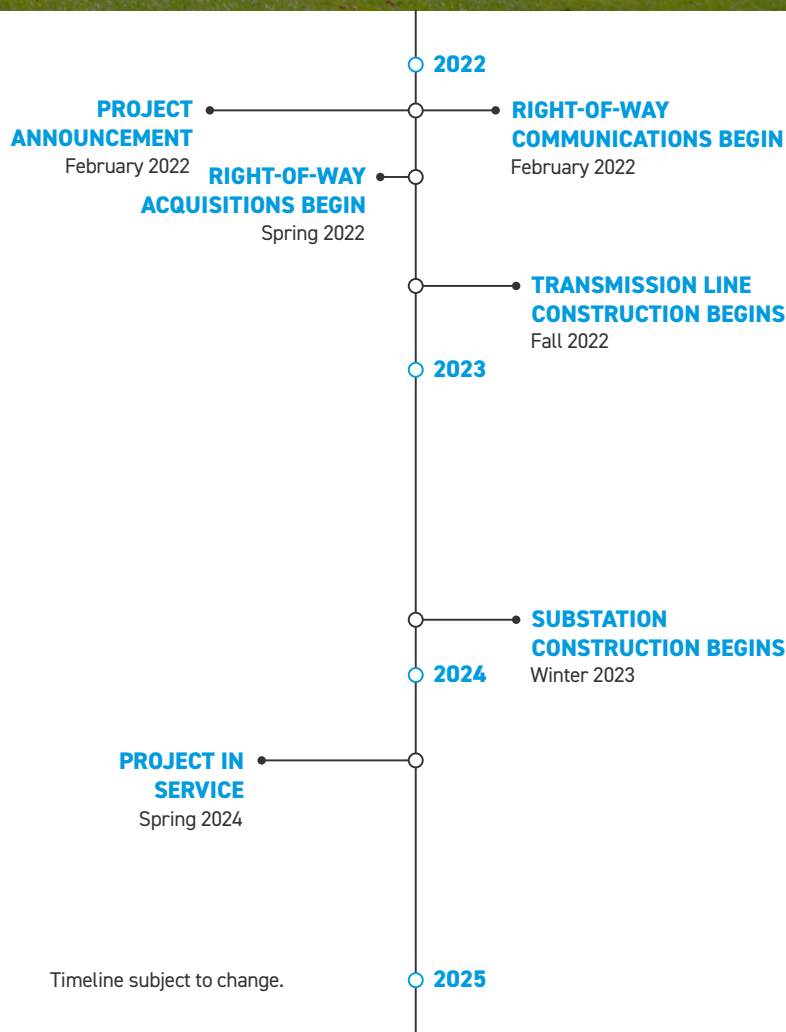 2022
PROJECT
ANNOUNCEMENT
February 2022
RIGHT-OF-WAY
COMMUNICATIONS BEGIN
February 2022
RIGHT-OF-WAY
ACQUISITIONS BEGIN
Spring 2022
TRANSMISSION LINE
CONSTRUCTION BEGINS
Fall 2022
2023
SUBSTATION
CONSTRUCTION BEGINS
Winter 2023
2024
PROJECT IN
SERVICE
Spring 2024
Timeline subject to change.
2025